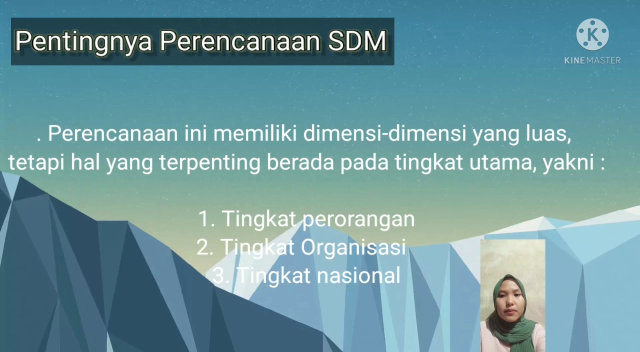 Pentingnya Perencanaan SDM
KINEMASTER
. Perencanaan ini memiliki dimensi-dimensi yang luas,
tetapi hal yang terpenting berada pada tingkat utama, yakni :
1. Tingkat perorangan
2. Tingkat Organisasi
3. Tingkat nasional